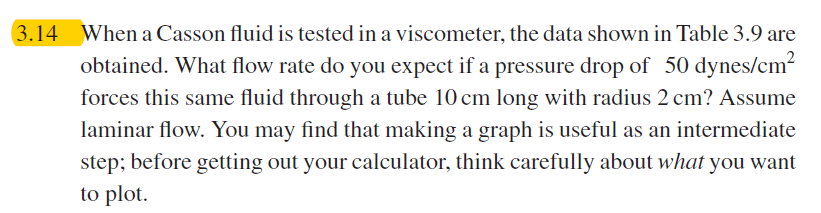 3.14 When a Casson fluid is tested in a viscometer, the data shown in Table 3.9 are
obtained. What flow rate do you expect if a pressure drop of 50 dynes/cm²
forces this same fluid through a tube 10 cm long with radius 2 cm? Assume
laminar flow. You may find that making a graph is useful as an intermediate
step; before getting out your calculator, think carefully about what you want
to plot.